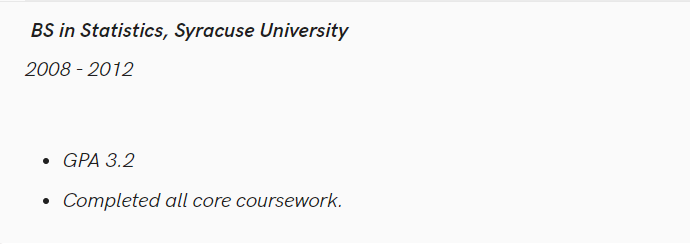 BS in Statistics, Syracuse University
2008 - 2012
• GPA 3.2
• Completed all core coursework.